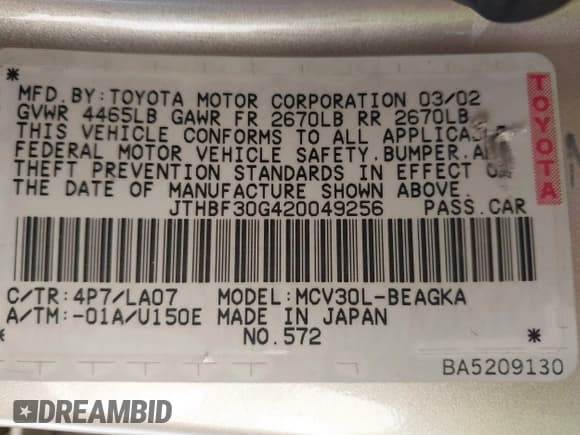 *
MFD.BY:TOYOTA MOTOR CORPORATION 03/02
GVWR 4465LB GAWR FR 2670LB RR 2670LB
THIS VEHICLE CONFORMS TO ALL
FEDERAL MOTOR VEHICLE SAFETY,BUMPER,
THEFT PREVENTION STANDARDS IN EFFECT
THE DATE OF MANUFACTURE SHOWN ABOVE.
JTHBF30G420049256 PASS.CAR
TOYOTA
C/TR:4P7/LA07 MODEL:MCV30L-BEAGKA
A/TM:-01A/U150E MADE IN JAPAN
NO.572 *
BA5209130
DREAMBID